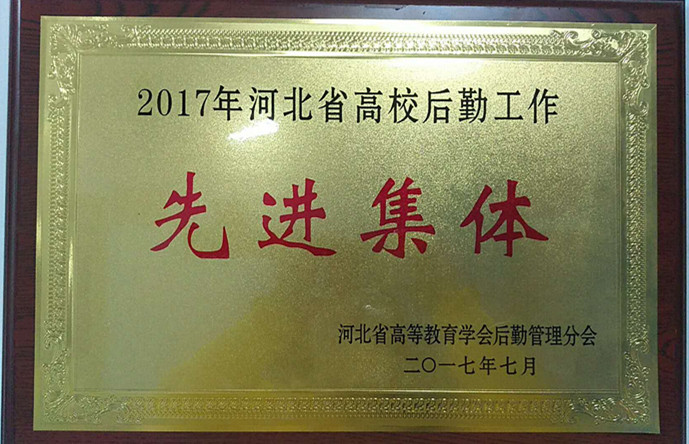 2017年河北省高校后勤工作
先进集体
河北省高等教育学会后勤管理分会
二〇一七年七月